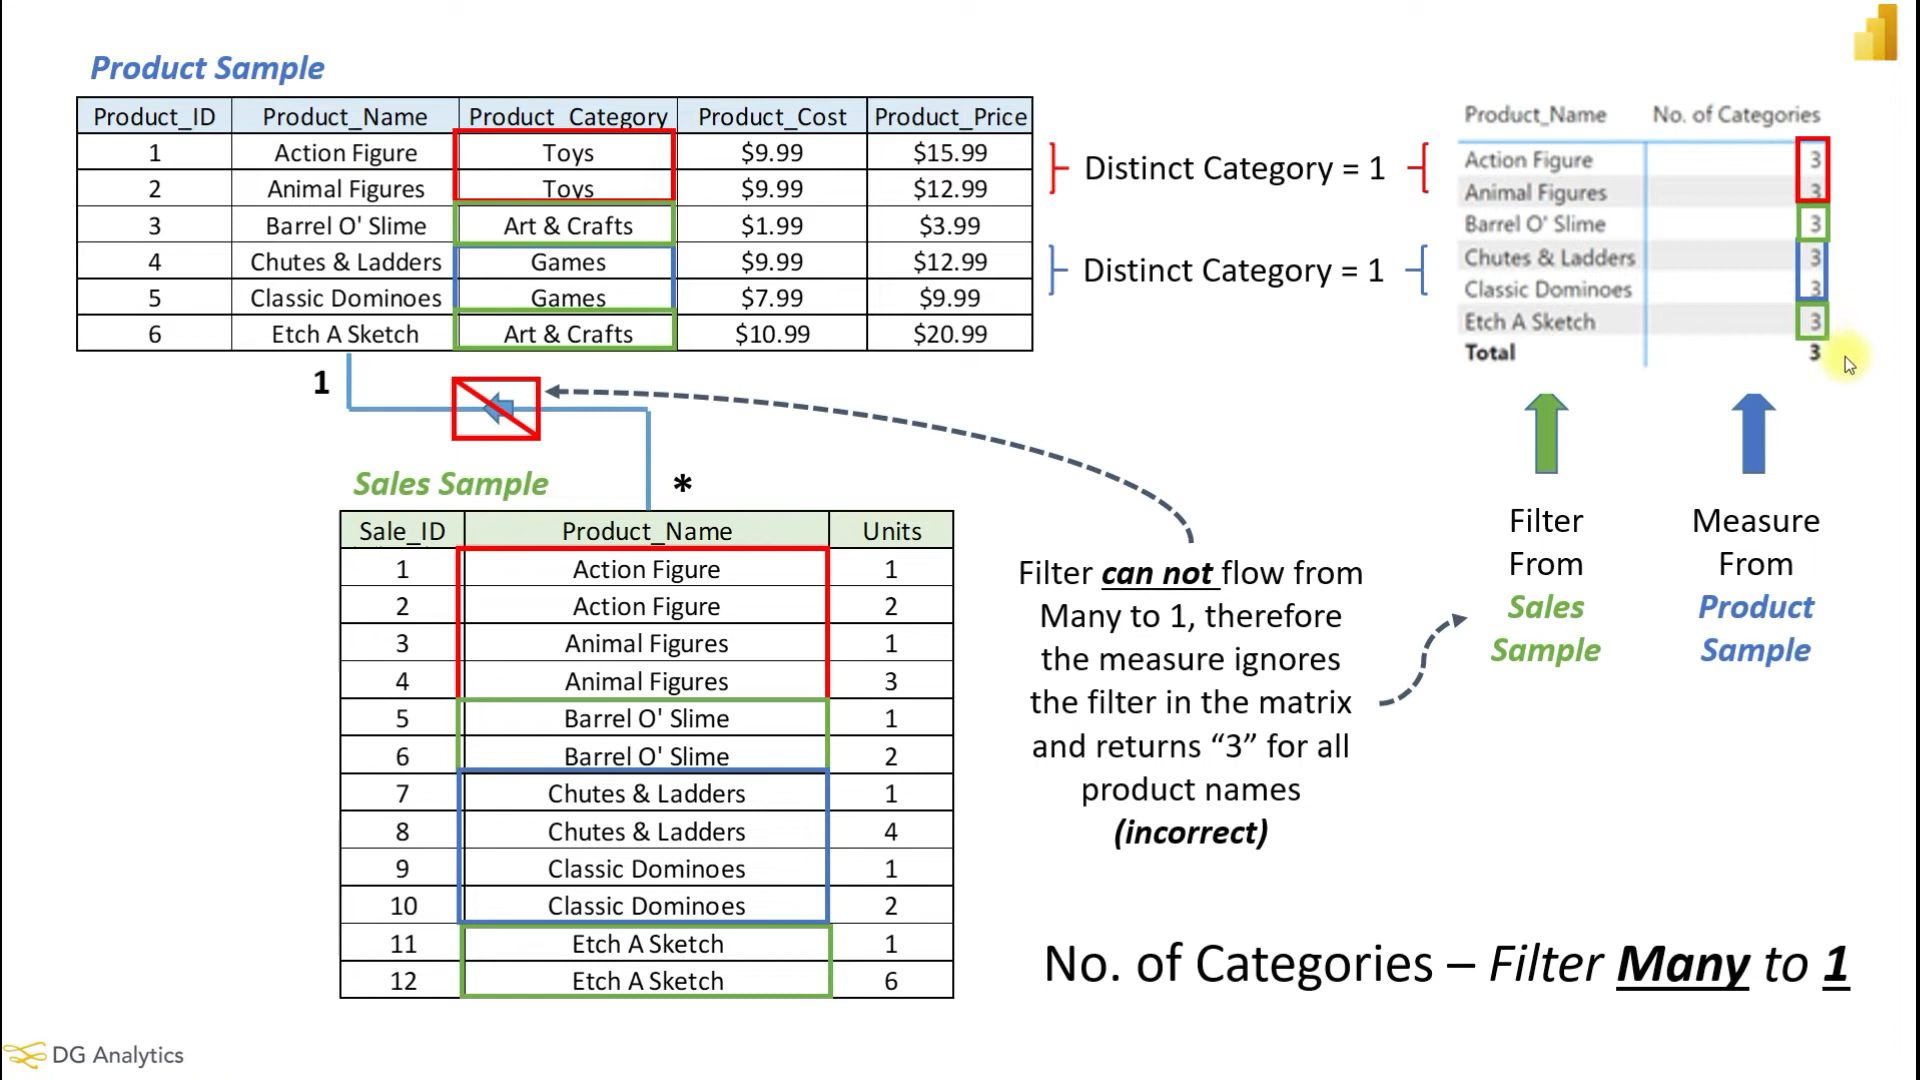 Product Sample
Product_ID Product_Name Product_Category Product_Cost Product_Price
1 Action Figure Toys $9.99 $15.99
2 Animal Figures Toys $9.99 $12.99
3 Barrel O' Slime Art & Crafts $1.99 $3.99
4 Chutes & Ladders Games $9.99 $12.99
5 Classic Dominoes Games $7.99 $9.99
6 Etch A Sketch Art & Crafts $10.99 $20.99
Distinct Category = 1
Distinct Category = 1
Product_Name No. of Categories
Action Figure 3
Animal Figures 3
Barrel O' Slime 3
Chutes & Ladders 3
Classic Dominoes 3
Etch A Sketch 3
Total 3
1
*
Sales Sample
Sale_ID Product_Name Units
1 Action Figure 1
2 Action Figure 2
3 Animal Figures 1
4 Animal Figures 3
5 Barrel O' Slime 1
6 Barrel O' Slime 2
7 Chutes & Ladders 1
8 Chutes & Ladders 4
9 Classic Dominoes 1
10 Classic Dominoes 2
11 Etch A Sketch 1
12 Etch A Sketch 6
Filter can not flow from
Many to 1, therefore
the measure ignores
the filter in the matrix
and returns “3” for all
product names
(incorrect)
Filter
From
Sales
Sample
Measure
From
Product
Sample
No. of Categories – Filter Many to 1
DG Analytics